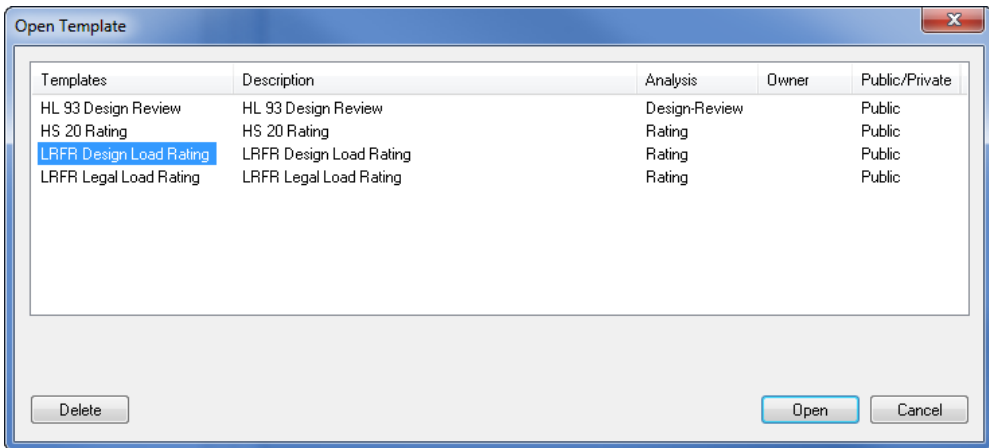 Open Template
Templates Description Analysis Owner Public/Private
HL 93 Design Review HL 93 Design Review Design-Review Public
HS 20 Rating HS 20 Rating Rating Public
LRFR Design Load Rating LRFR Design Load Rating Rating Public
LRFR Legal Load Rating LRFR Legal Load Rating Rating Public
Delete Open Cancel